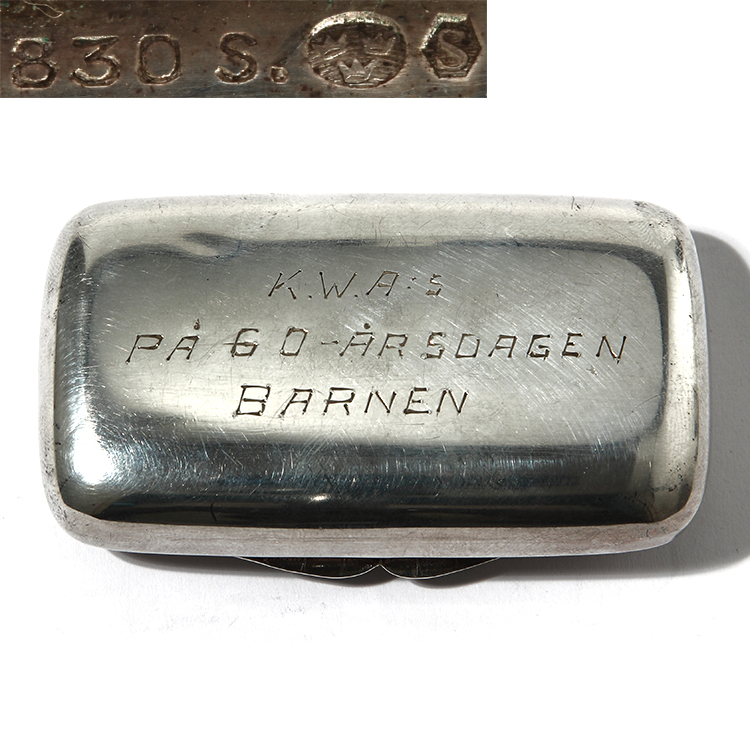 830 S. S
K.W.A:S
PÅ 60-ÅRSDAGEN
BARNEN